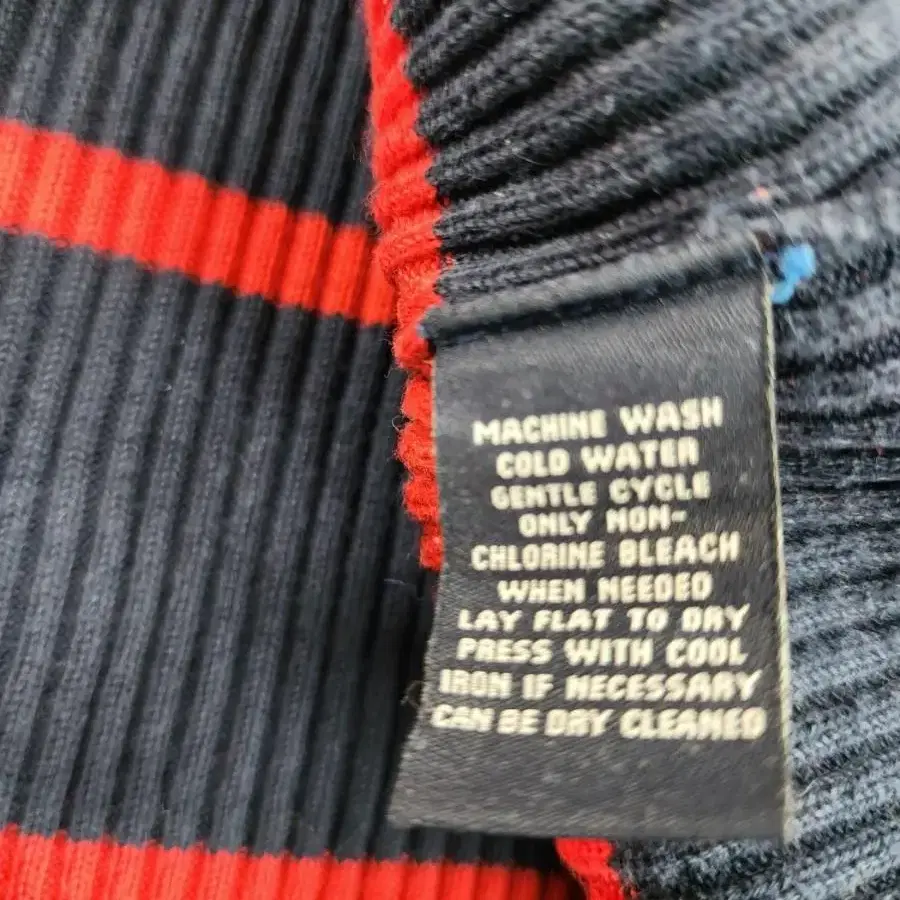 MACHINE WASH
COLD WATER
GENTLE CYCLE
ONLY NON-
CHLORINE BLEACH
WHEN NEEDED
LAY FLAT TO DRY
PRESS WITH COOL
IRON IF NECESSARY
CAN BE DRY CLEANED